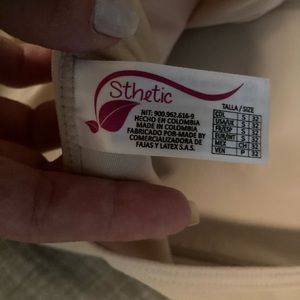 Sthetic
NIT: 900.962.616-9
HECHO EN COLOMBIA
MADE IN COLOMBIA
FABRICADO POR-MADE BY
COMERCIALIZADORA DE
FAJAS Y LATEX S.A.S.
TALLA / SIZE
COL S 32
USA/UK S 32
FR/ESP S 32
EUR/INT S 32
MEX CH 32
VEN P 32